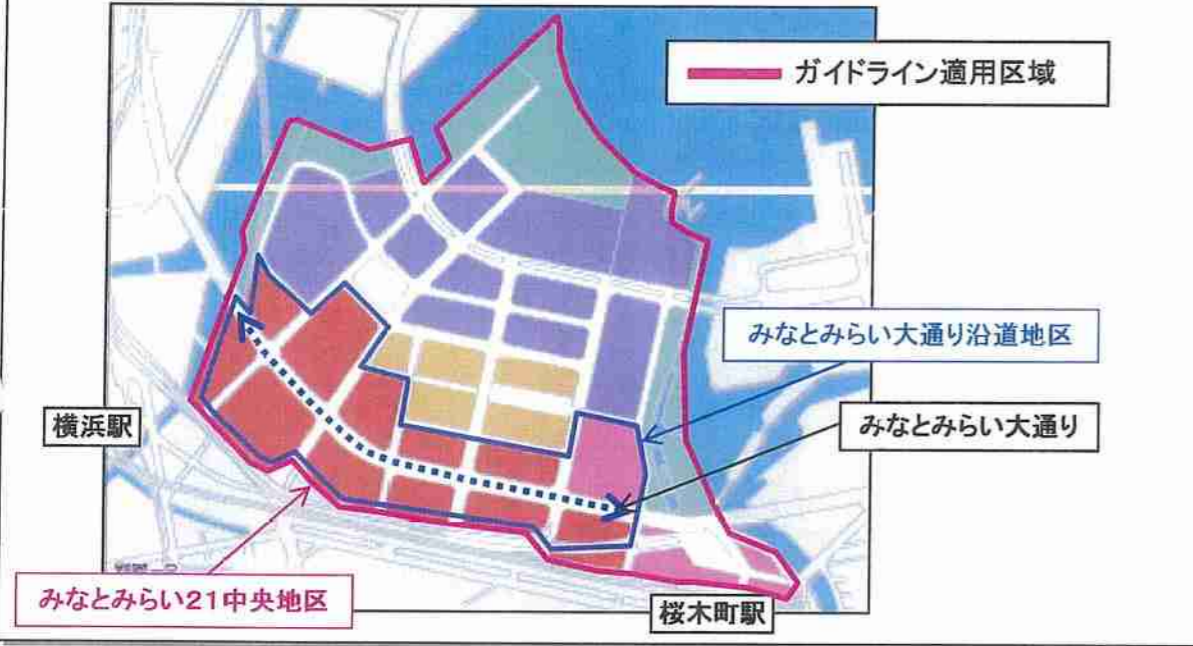 ガイドライン適用区域
みなとみらい大通り沿道地区
みなとみらい大通り
横浜駅
みなとみらい21中央地区
桜木町駅